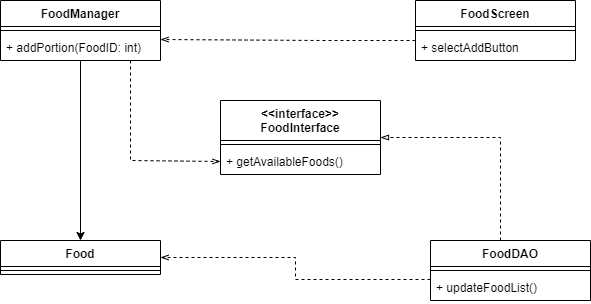 FoodManager
+ addPortion(FoodID: int)
FoodScreen
+ selectAddButton
<<interface>>
FoodInterface
+ getAvailableFoods()
Food
FoodDAO
+ updateFoodList()